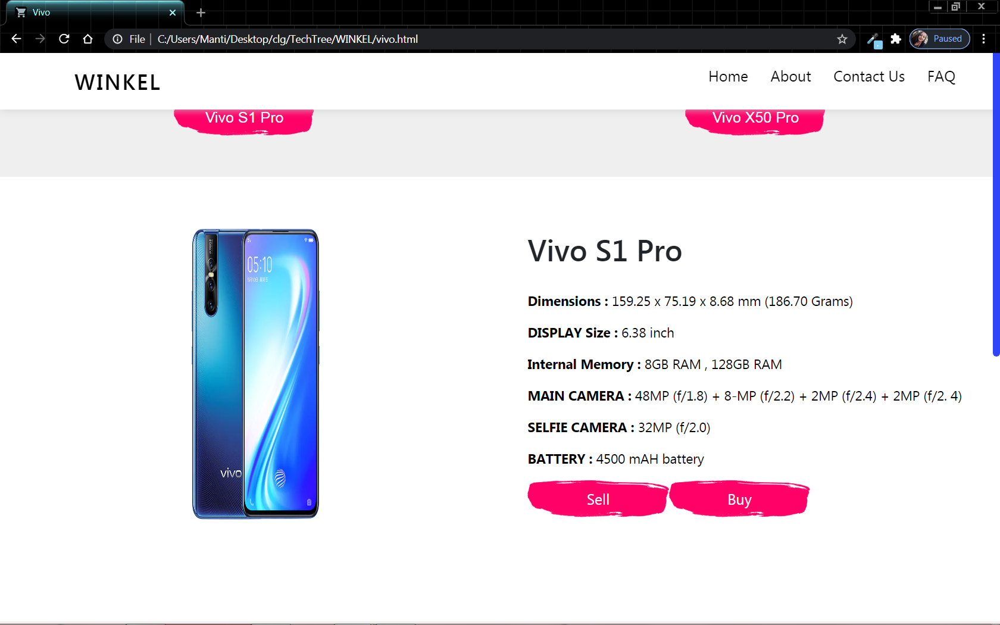 Vivo
File
C:/Users/Manti/Desktop/clg/TechTree/WINKEL/vivo.html
Paused
WINKEL
Home About Contact Us FAQ
Vivo S1 Pro
Vivo X50 Pro
05:10
vivo
Vivo S1 Pro
Dimensions : 159.25 x 75.19 x 8.68 mm (186.70 Grams)
DISPLAY Size : 6.38 inch
Internal Memory : 8GB RAM , 128GB RAM
MAIN CAMERA : 48MP (f/1.8) + 8-MP (f/2.2) + 2MP (f/2.4) + 2MP (f/2. 4)
SELFIE CAMERA : 32MP (f/2.0)
BATTERY : 4500 mAH battery
Sell
Buy